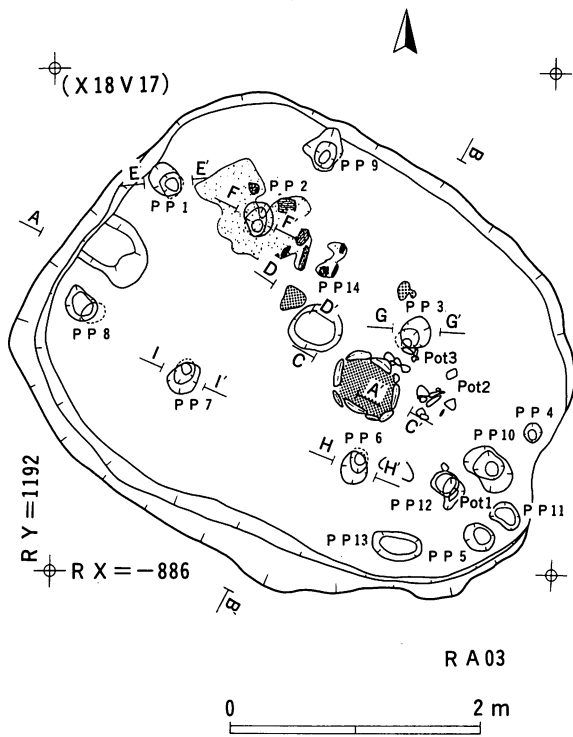 (X18V17)
B
PP9
E
E'
PP1
PP2
F
F'
A
PP14
D
D'
PP3
G
G'
PP8
C
Pot3
I
I'
PP7
A'
Pot2
C'
PP4
H
PP6
H'
PP10
PP12
Pot1
PP11
PP13
PP5
RY=1192
RX=-886
B'
RA03
0
2m